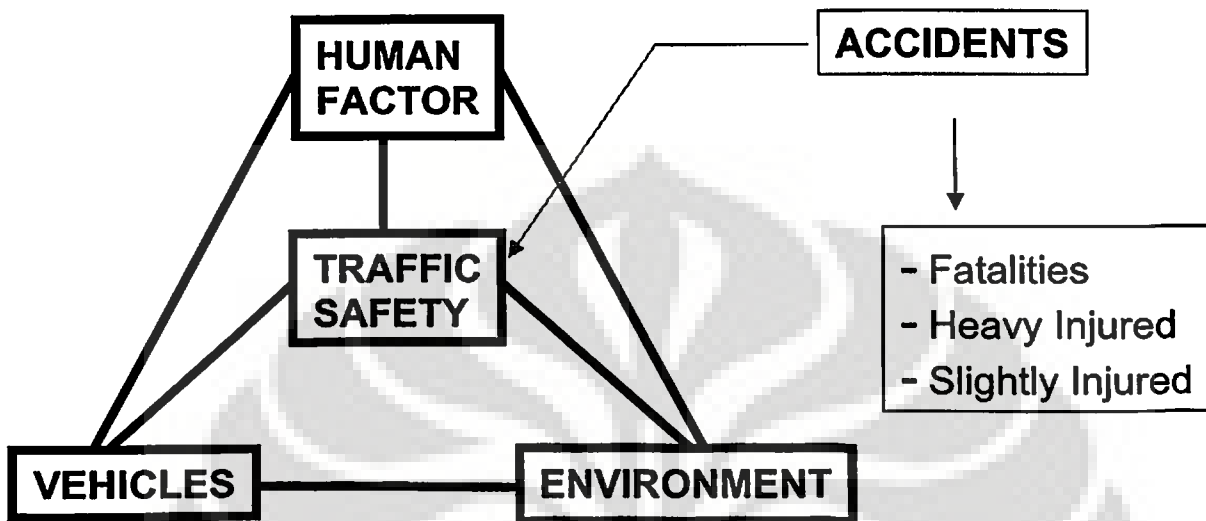 HUMAN
FACTOR
ACCIDENTS
TRAFFIC
SAFETY
- Fatalities
- Heavy Injured
- Slightly Injured
VEHICLES
ENVIRONMENT